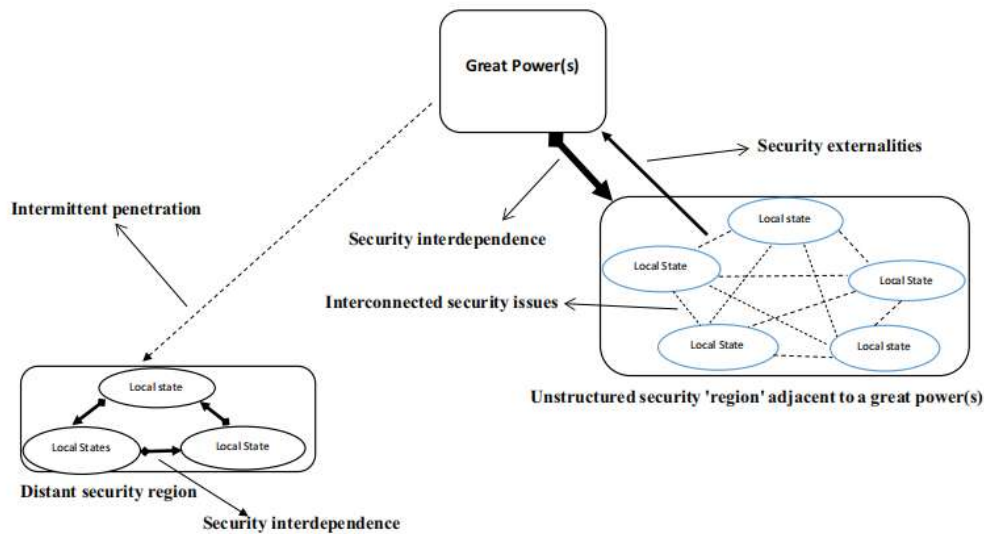 Great Power(s)
Security externalities
Intermittent penetration
Security interdependence
Local state
Local State
Local State
Interconnected security issues
Local State
Local state
Unstructured security 'region' adjacent to a great power(s)
Local state
Local States
Local State
Distant security region
Security interdependence